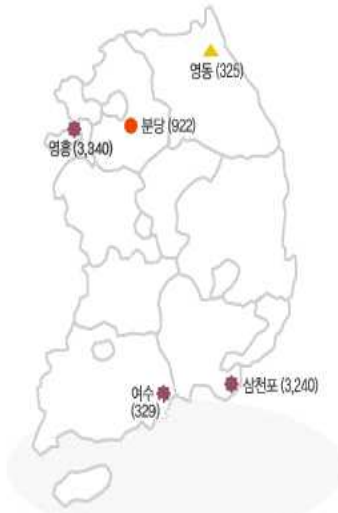 영동 (325)
분당 (922)
영흥 (3,340)
여수
(329)
삼천포 (3,240)